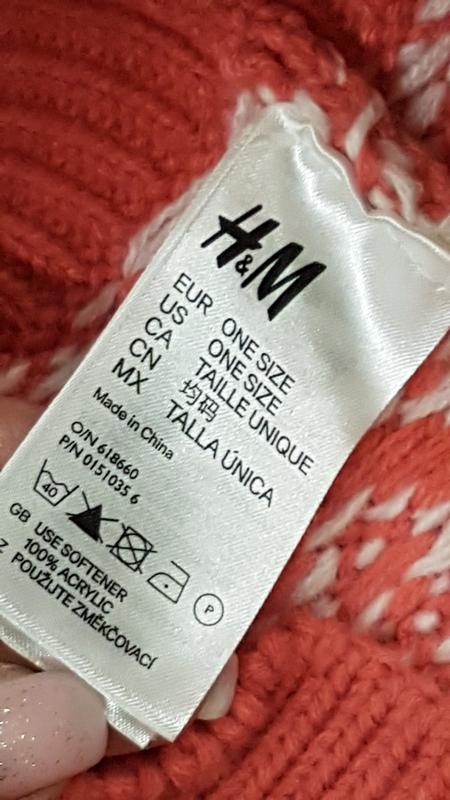 H&M
EUR ONE SIZE
US ONE SIZE
CA TAILLE UNIQUE
CN 均码
MX TALLA ÚNICA
Made in China
O/N 618660
P/N 0151035 6
40 P
GB USE SOFTENER
100% ACRYLIC
Z POUŽIJTE ZMĚKČOVACÍ